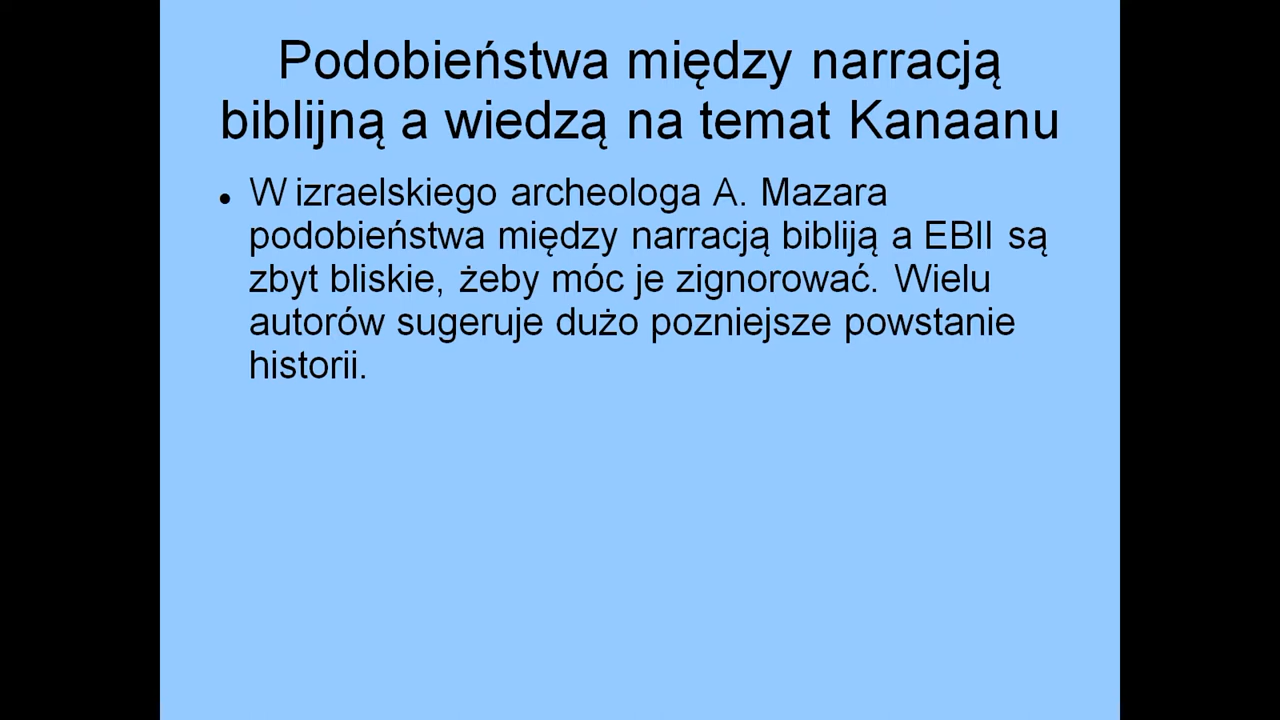 Podobieństwa między narracją
biblijną a wiedzą na temat Kanaanu
• W izraelskiego archeologa A. Mazara
podobieństwa między narracją bibliją a EBII są
zbyt bliskie, żeby móc je zignorować. Wielu
autorów sugeruje dużo pozniejsze powstanie
historii.